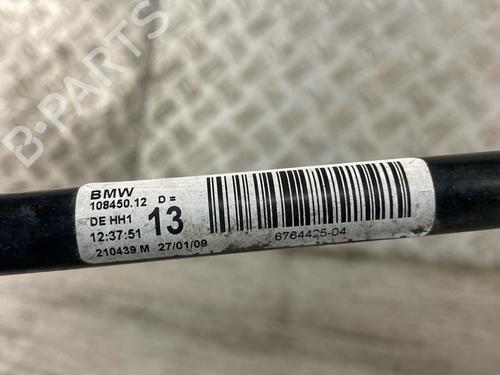 B-PARTS
BMW
108450.12 D =
DE HH1 13
12:37:51
210439 M 27/01/09
6764425-04